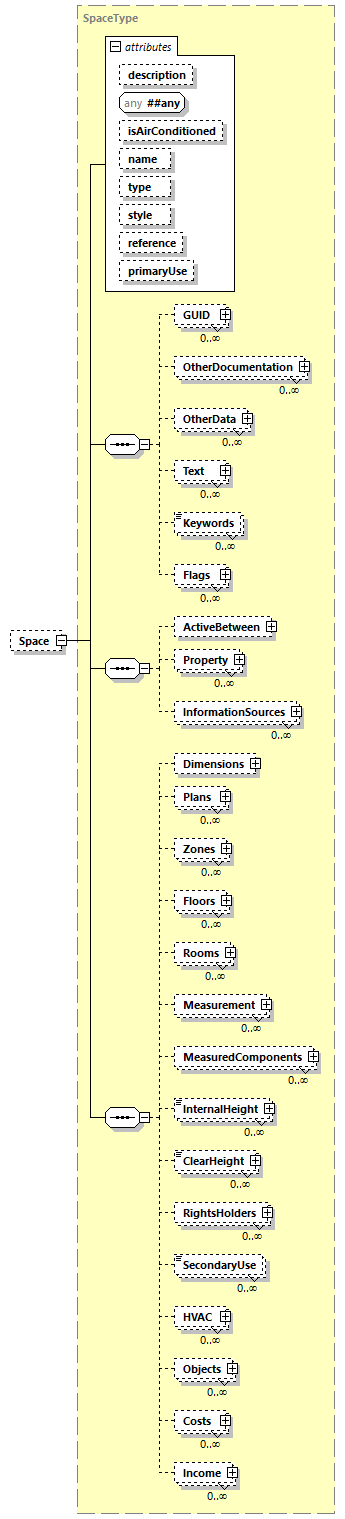 SpaceType
attributes
description
any ##any
isAirConditioned
name
type
style
reference
primaryUse
GUID
0..∞
OtherDocumentation
0..∞
OtherData
0..∞
Text
0..∞
Keywords
0..∞
Flags
0..∞
Space
ActiveBetween
Property
0..∞
InformationSources
0..∞
Dimensions
Plans
0..∞
Zones
0..∞
Floors
0..∞
Rooms
0..∞
Measurement
0..∞
MeasuredComponents
0..∞
InternalHeight
0..∞
ClearHeight
0..∞
RightsHolders
0..∞
SecondaryUse
0..∞
HVAC
0..∞
Objects
0..∞
Costs
0..∞
Income
0..∞